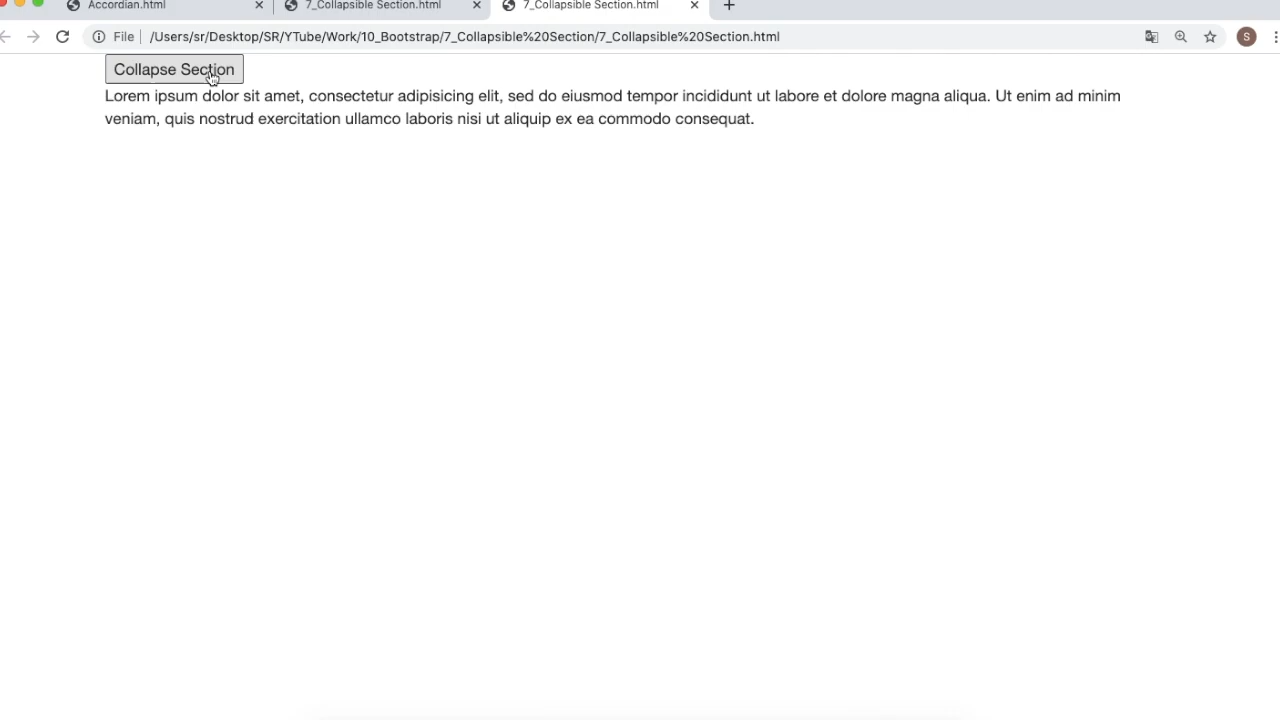 Accordian.html
7_Collapsible Section.html
7_Collapsible Section.html
File
/Users/sr/Desktop/SR/YTube/Work/10_Bootstrap/7_Collapsible%20Section/7_Collapsible%20Section.html
S
Collapse Section
Lorem ipsum dolor sit amet, consectetur adipisicing elit, sed do eiusmod tempor incididunt ut labore et dolore magna aliqua. Ut enim ad minim
veniam, quis nostrud exercitation ullamco laboris nisi ut aliquip ex ea commodo consequat.